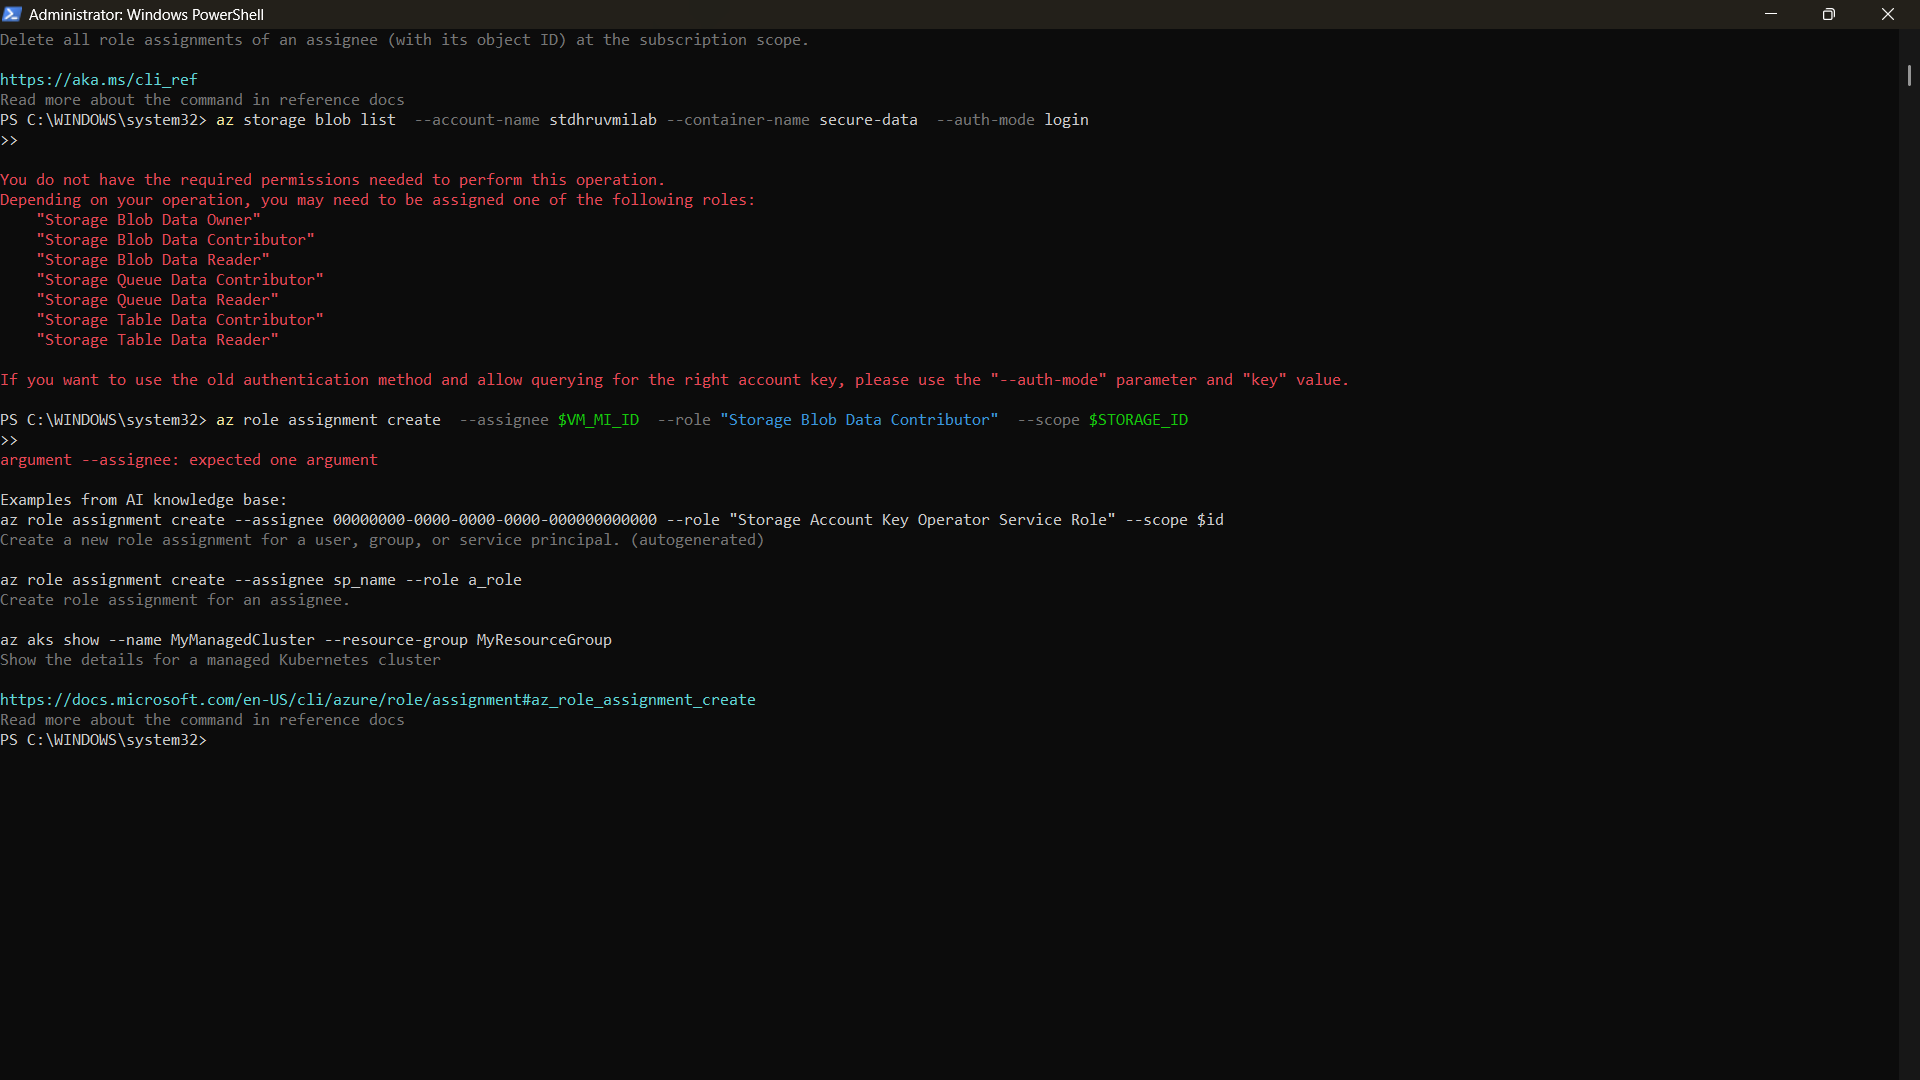 Administrator: Windows PowerShell
Delete all role assignments of an assignee (with its object ID) at the subscription scope.
https://aka.ms/cli_ref
Read more about the command in reference docs
PS C:\WINDOWS\system32> az storage blob list  --account-name stdhruvmilab --container-name secure-data  --auth-mode login
>>
You do not have the required permissions needed to perform this operation.
Depending on your operation, you may need to be assigned one of the following roles:
    "Storage Blob Data Owner"
    "Storage Blob Data Contributor"
    "Storage Blob Data Reader"
    "Storage Queue Data Contributor"
    "Storage Queue Data Reader"
    "Storage Table Data Contributor"
    "Storage Table Data Reader"
If you want to use the old authentication method and allow querying for the right account key, please use the "--auth-mode" parameter and "key" value.
PS C:\WINDOWS\system32> az role assignment create  --assignee $VM_MI_ID  --role "Storage Blob Data Contributor"  --scope $STORAGE_ID
>>
argument --assignee: expected one argument
Examples from AI knowledge base:
az role assignment create --assignee 00000000-0000-0000-0000-000000000000 --role "Storage Account Key Operator Service Role" --scope $id
Create a new role assignment for a user, group, or service principal. (autogenerated)
az role assignment create --assignee sp_name --role a_role
Create role assignment for an assignee.
az aks show --name MyManagedCluster --resource-group MyResourceGroup
Show the details for a managed Kubernetes cluster
https://docs.microsoft.com/en-US/cli/azure/role/assignment#az_role_assignment_create
Read more about the command in reference docs
PS C:\WINDOWS\system32>